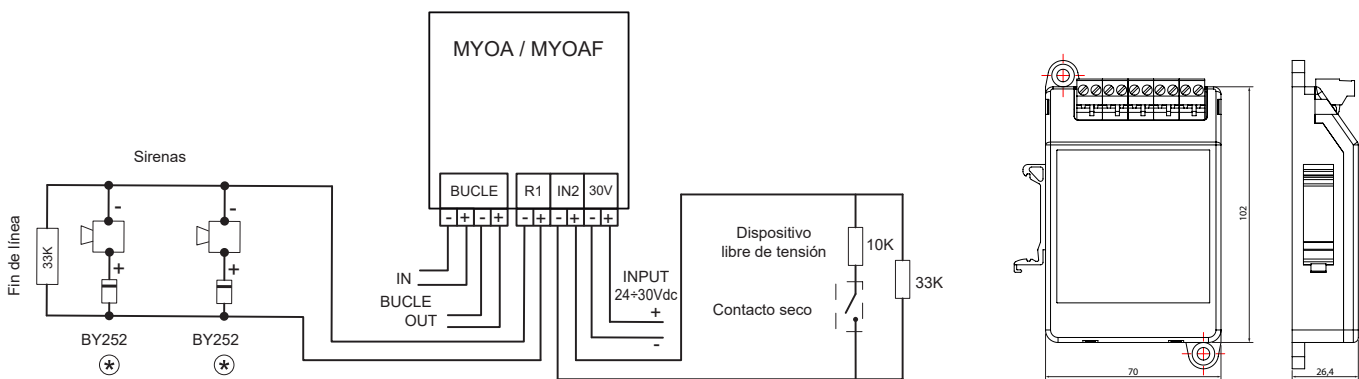 MYOA / MYOAF
BUCLE R1 IN2 30V
- + - + - + - + - +
Sirenas
Fin de línea
33K
-
+
BY252
*
-
+
BY252
*
IN
BUCLE
OUT
INPUT
24÷30Vdc
+
-
Dispositivo
libre de tensión
10K
Contacto seco
33K
102
70
26,4